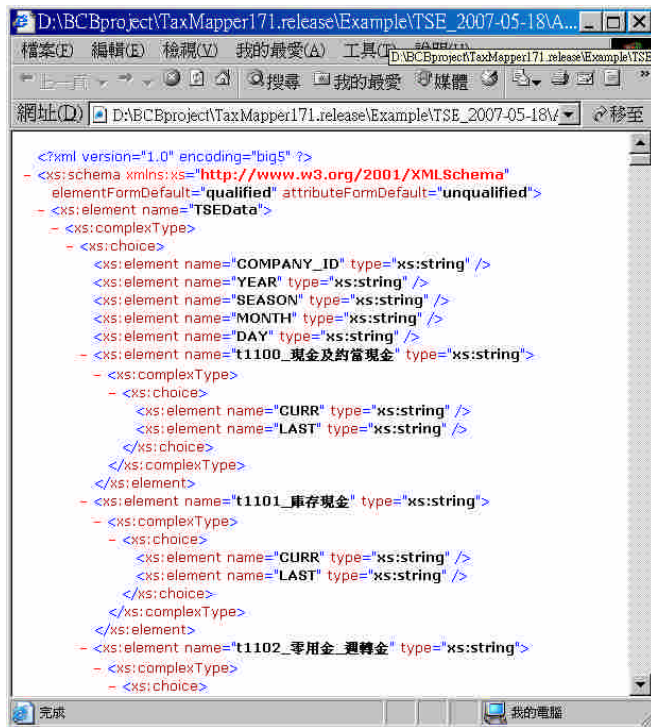 D:\BCBproject\TaxMapper171.release\Example\TSE_2007-05-18\A...
檔案(F) 編輯(E) 檢視(V) 我的最愛(A) 工具(T) 說明(H)
D:\BCBproject\TaxMapper171.release\Example\TSE
上一頁 搜尋 我的最愛 媒體 »
網址(D) D:\BCBproject\TaxMapper171.release\Example\TSE_2007-05-18\A 移至
<?xml version="1.0" encoding="big5" ?>
- <xs:schema xmlns:xs="http://www.w3.org/2001/XMLSchema"
elementFormDefault="qualified" attributeFormDefault="unqualified">
- <xs:element name="TSEData">
- <xs:complexType>
- <xs:choice>
<xs:element name="COMPANY_ID" type="xs:string" />
<xs:element name="YEAR" type="xs:string" />
<xs:element name="SEASON" type="xs:string" />
<xs:element name="MONTH" type="xs:string" />
<xs:element name="DAY" type="xs:string" />
- <xs:element name="t1100_現金及約當現金" type="xs:string">
- <xs:complexType>
- <xs:choice>
<xs:element name="CURR" type="xs:string" />
<xs:element name="LAST" type="xs:string" />
</xs:choice>
</xs:complexType>
</xs:element>
- <xs:element name="t1101_庫存現金" type="xs:string">
- <xs:complexType>
- <xs:choice>
<xs:element name="CURR" type="xs:string" />
<xs:element name="LAST" type="xs:string" />
</xs:choice>
</xs:complexType>
</xs:element>
- <xs:element name="t1102_零用金_週轉金" type="xs:string">
- <xs:complexType>
- <xs:choice>
完成 我的電腦